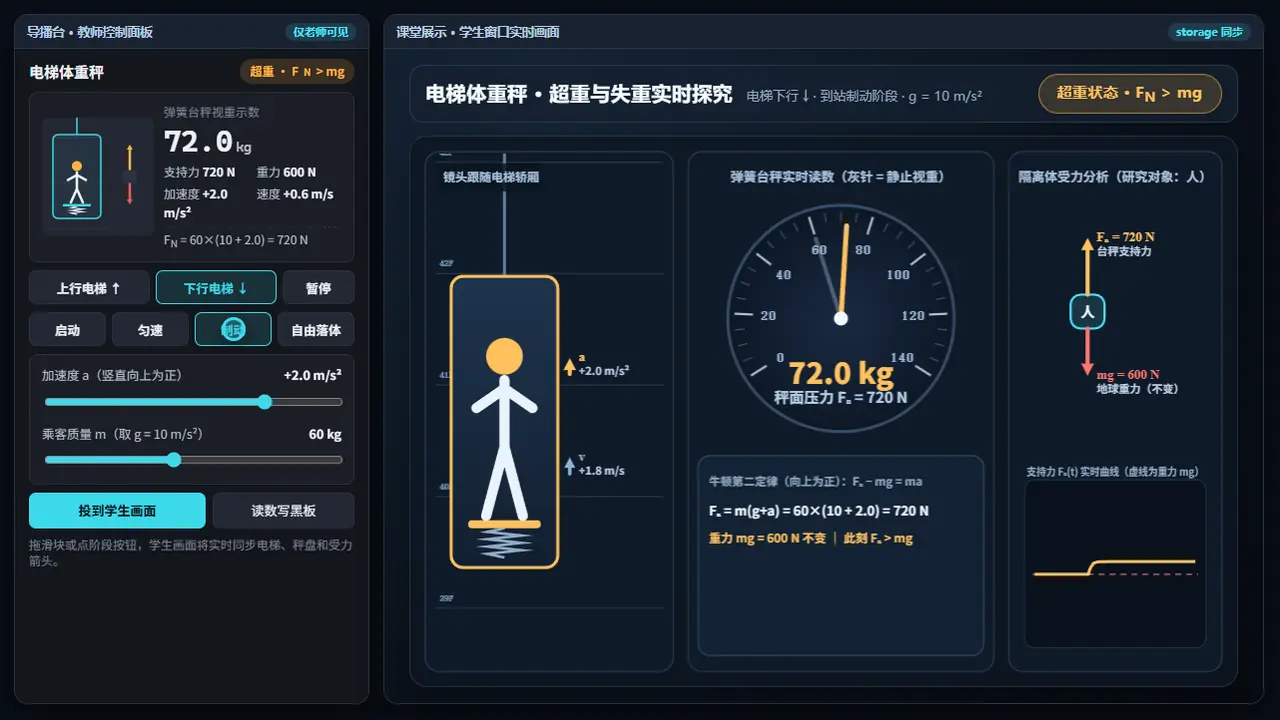 导播台 • 教师控制面板
仅老师可见
电梯体重秤
超重 · F N > mg
弹簧台秤视重示数
72.0 kg
支持力 720 N
重力 600 N
加速度 +2.0 m/s²
速度 +0.6 m/s
FN = 60×(10 + 2.0) = 720 N
上行电梯 ↑
下行电梯 ↓
暂停
启动
匀速
自由落体
加速度 a（竖直向上为正）
+2.0 m/s²
乘客质量 m（取 g = 10 m/s²）
60 kg
投到学生画面
读数写黑板
拖滑块或点阶段按钮，学生画面将实时同步电梯、秤盘和受力箭头。
课堂展示 • 学生窗口实时画面
storage 同步
电梯体重秤 • 超重与失重实时探究
电梯下行 ↓ · 到站制动阶段 · g = 10 m/s²
超重状态 • FN > mg
镜头跟随电梯轿厢
42F
41
40
39F
a
+2.0 m/s²
v
+1.8 m/s
弹簧台秤实时读数（灰针 = 静止视重）
0
20
40
60
80
100
120
140
72.0 kg
秤面压力 Fₙ = 720 N
牛顿第二定律（向上为正）：Fₙ − mg = ma
Fₙ = m(g+a) = 60×(10 + 2.0) = 720 N
重力 mg = 600 N 不变 ｜ 此刻 Fₙ > mg
隔离体受力分析（研究对象：人）
Fₙ = 720 N
台秤支持力
人
mg = 600 N
地球重力（不变）
支持力 Fₙ(t) 实时曲线（虚线为重力 mg）